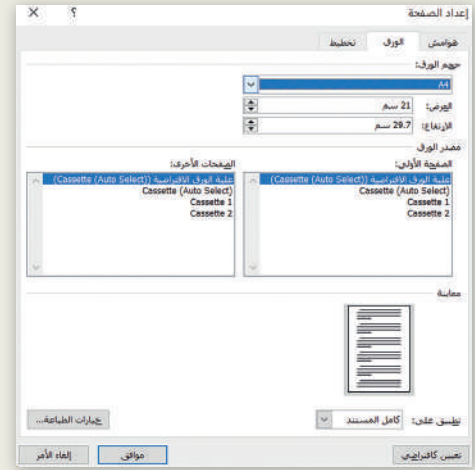 إعداد الصفحة
هوامش الورق تخطيط
حجم الورق:
A4
العرض: 21 سم
الارتفاع: 29.7 سم
مصدر الورق
الصفحة الأولى: الصفحات الأخرى:
علبة الورق الافتراضية (Cassette (Auto Select)) علبة الورق الافتراضية (Cassette (Auto Select))
Cassette (Auto Select) Cassette (Auto Select)
Cassette 1 Cassette 1
Cassette 2 Cassette 2
معاينة
تطبيق على: كامل المستند خيارات الطباعة...
تعيين كافتراضي موافق إلغاء الأمر